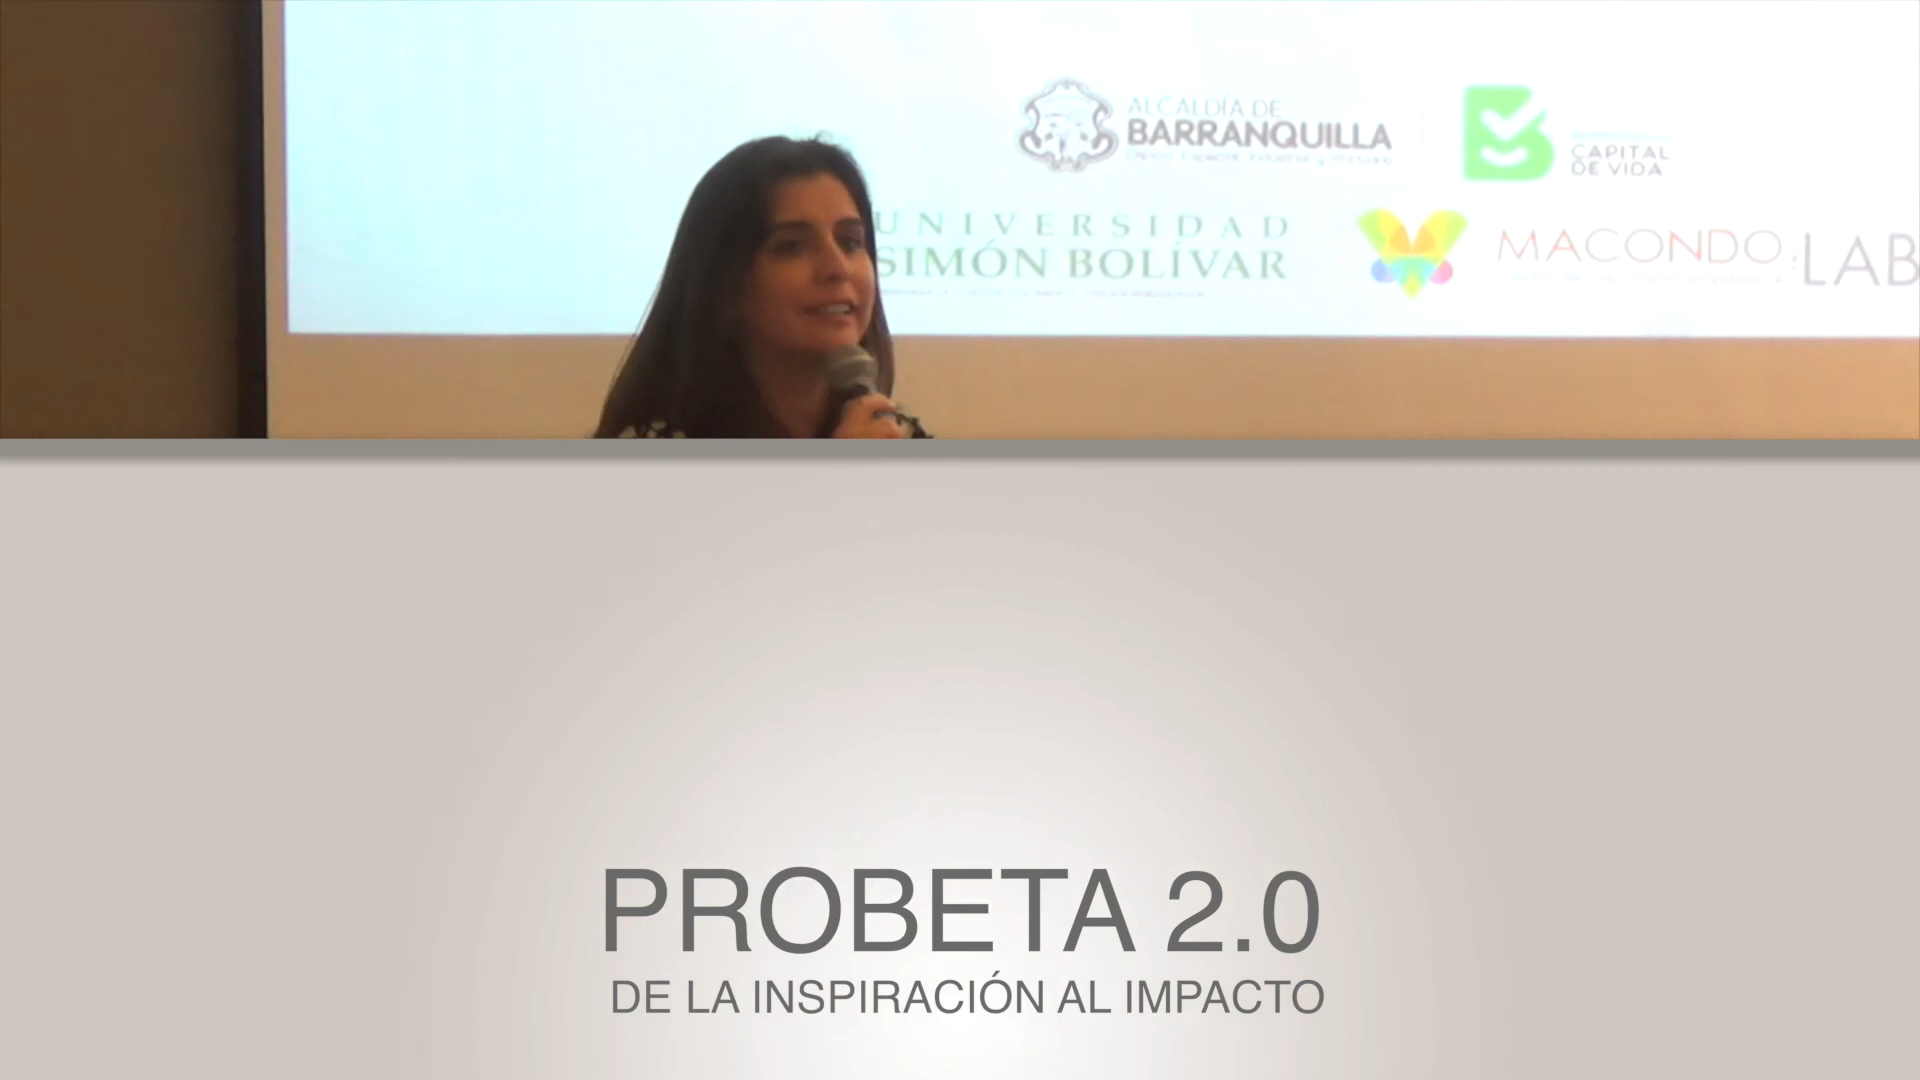 ALCALDÍA DE
BARRANQUILLA
CAPITAL
DE VIDA
UNIVERSIDAD
SIMÓN BOLÍVAR
MACONDO LAB
PROBETA 2.0
DE LA INSPIRACIÓN AL IMPACTO